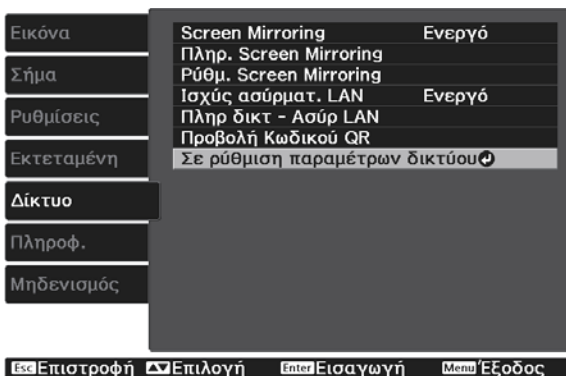 Εικόνα
Σήμα
Ρυθμίσεις
Εκτεταμένη
Δίκτυο
Πληροφ.
Μηδενισμός
Screen Mirroring Ενεργό
Πληρ. Screen Mirroring
Ρύθμ. Screen Mirroring
Ισχύς ασύρματ. LAN Ενεργό
Πληρ δικτ - Ασύρ LAN
Προβολή Κωδικού QR
Σε ρύθμιση παραμέτρων δικτύου
Esc Επιστροφή Επιλογή Enter Εισαγωγή Menu Έξοδος